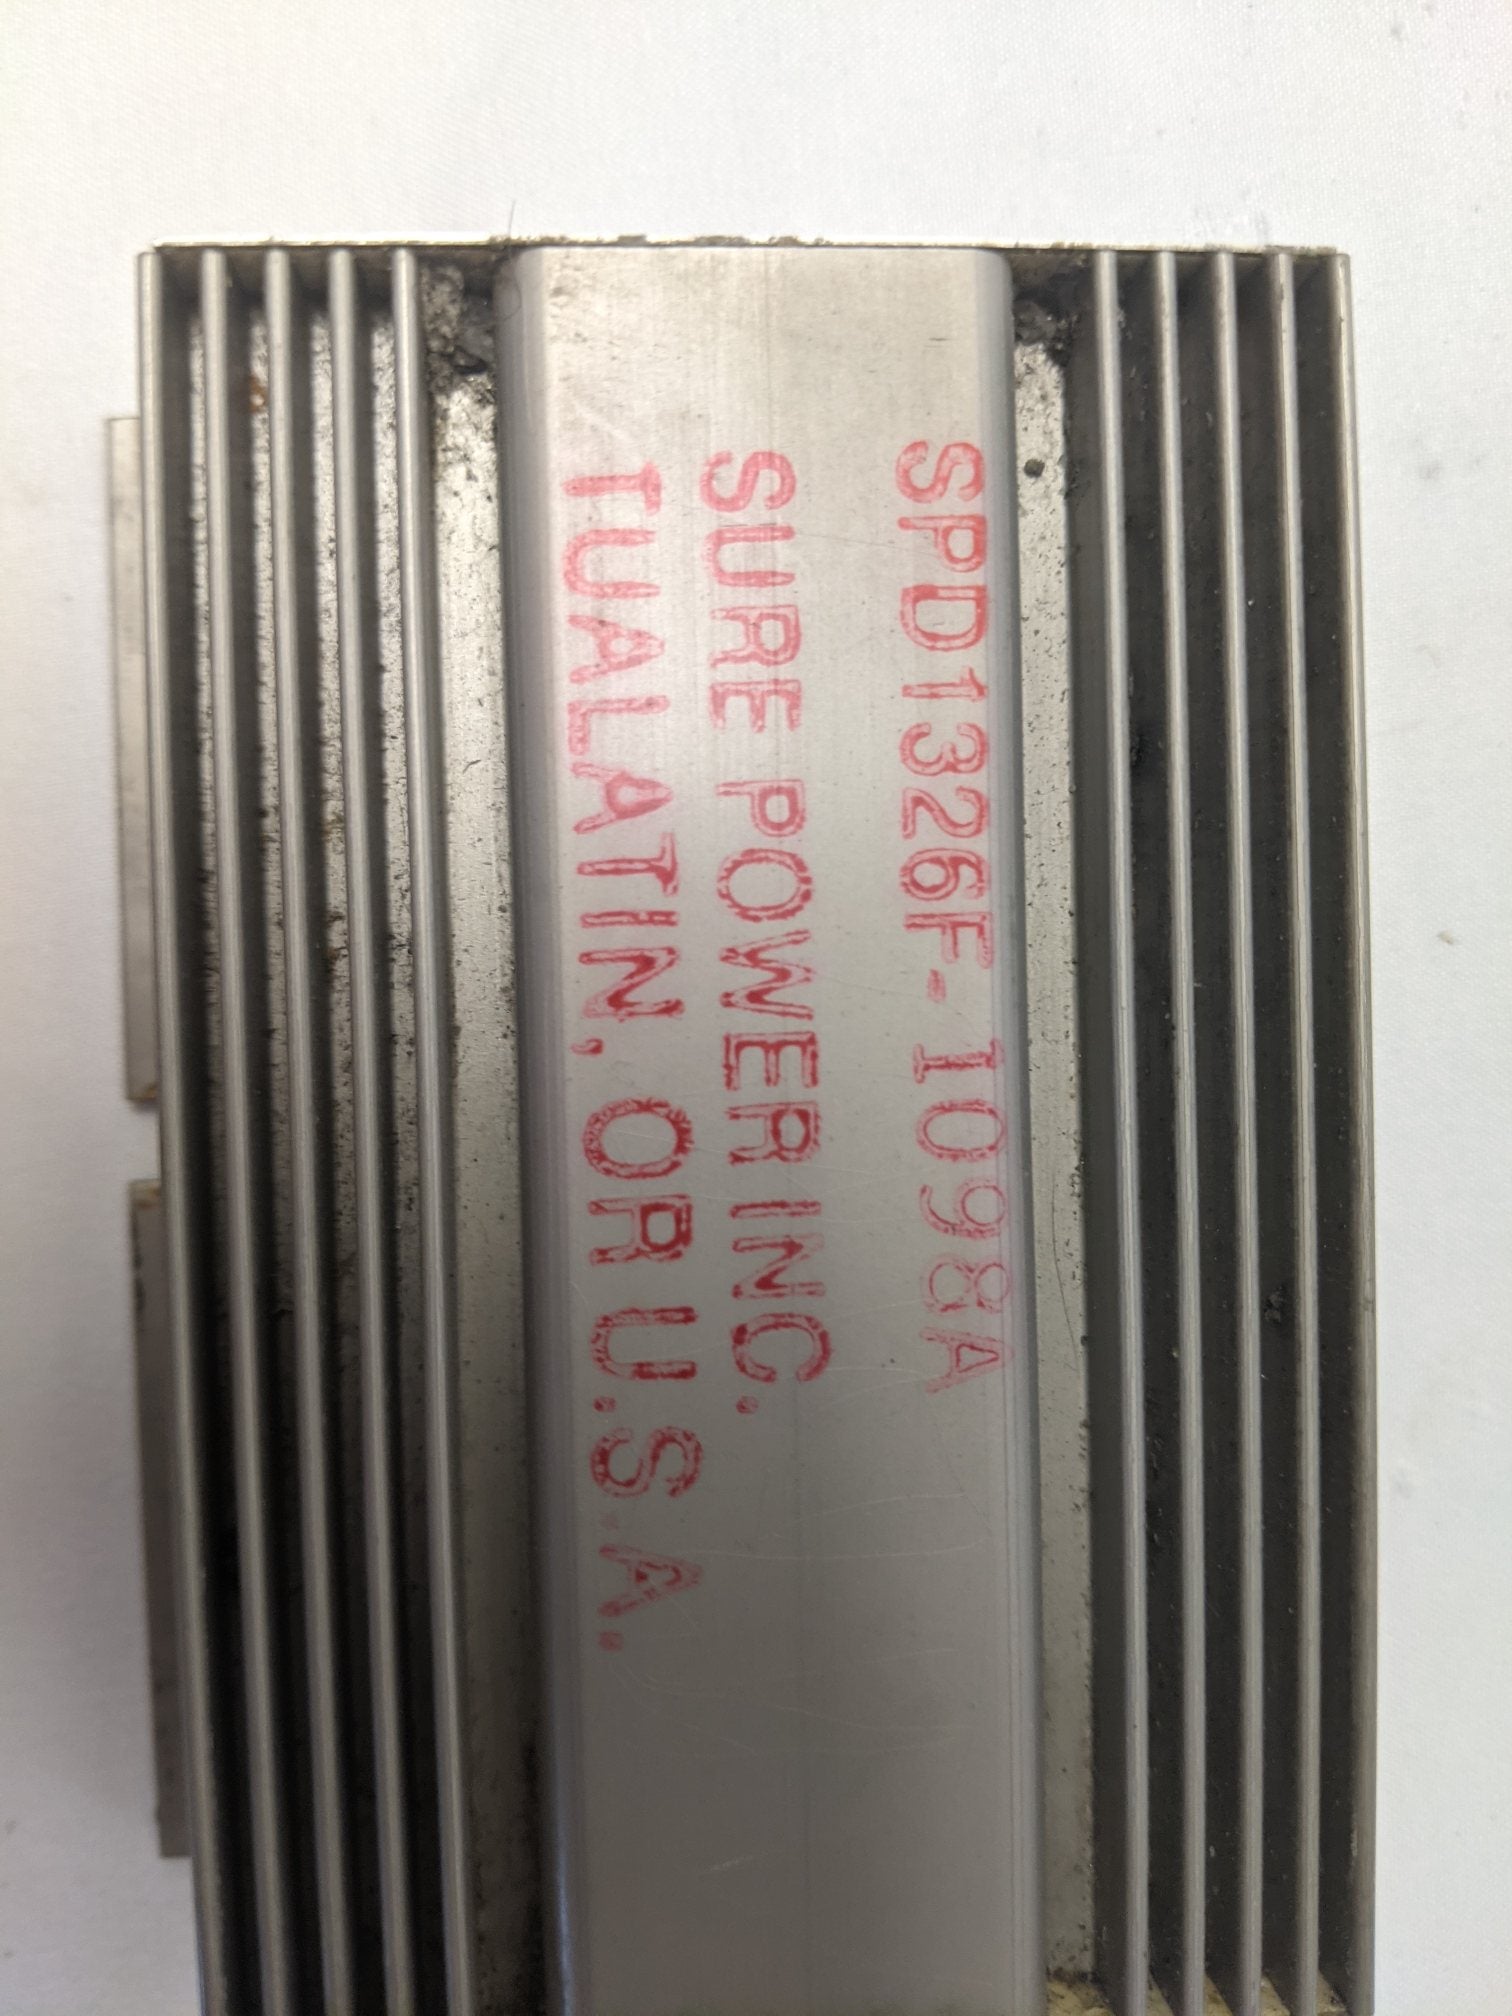 SPD1326F-1098A
SURE POWER INC.
TUALATIN, OR U.S.A.